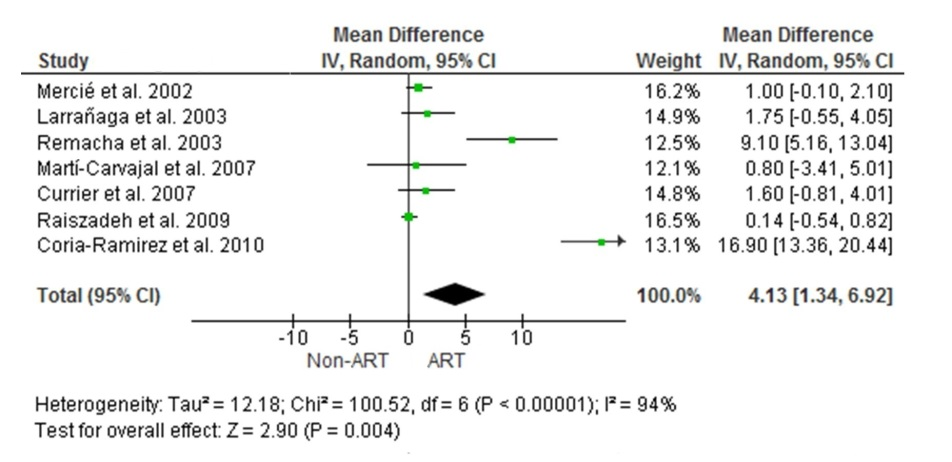 Mean Difference Mean Difference
Study IV, Random, 95% CI Weight IV, Random, 95% CI
Mercié et al. 2002 16.2% 1.00 [-0.10, 2.10]
Larrañaga et al. 2003 14.9% 1.75 [-0.55, 4.05]
Remacha et al. 2003 12.5% 9.10 [5.16, 13.04]
Martí-Carvajal et al. 2007 12.1% 0.80 [-3.41, 5.01]
Currier et al. 2007 14.8% 1.60 [-0.81, 4.01]
Raiszadeh et al. 2009 16.5% 0.14 [-0.54, 0.82]
Coria-Ramirez et al. 2010 13.1% 16.90 [13.36, 20.44]
Total (95% CI) 100.0% 4.13 [1.34, 6.92]
-10 -5 0 5 10
Non-ART ART
Heterogeneity: Tau² = 12.18; Chi² = 100.52, df = 6 (P < 0.00001); I² = 94%
Test for overall effect: Z = 2.90 (P = 0.004)